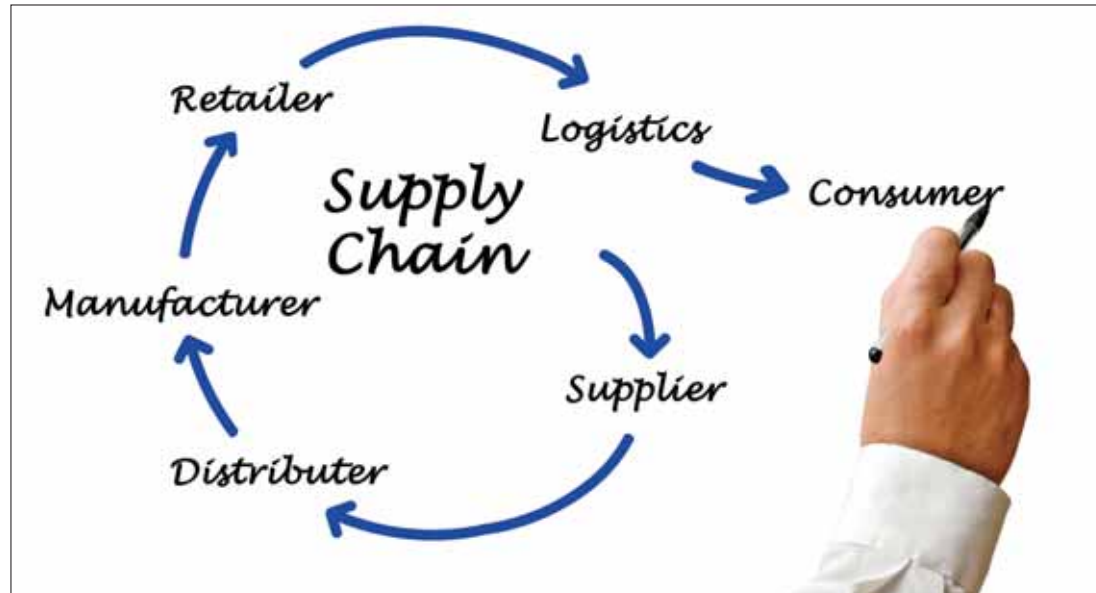 Retailer
Logistics
Supply
Chain
Consumer
Manufacturer
Supplier
Distributer